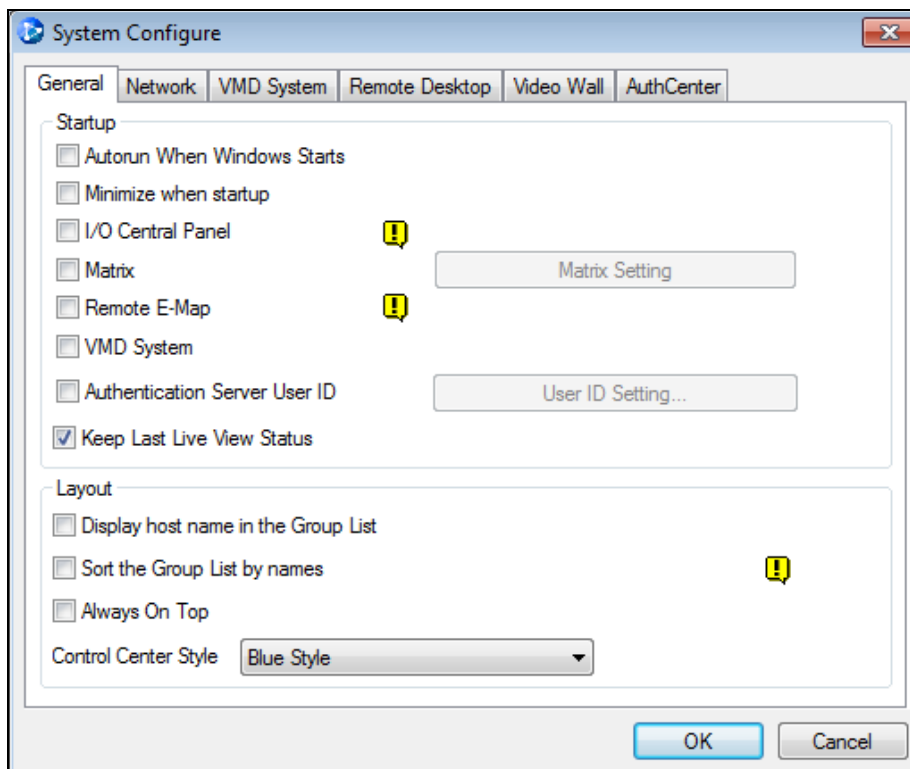 System Configure
General Network VMD System Remote Desktop Video Wall AuthCenter
Startup
Autorun When Windows Starts
Minimize when startup
I/O Central Panel
Matrix Matrix Setting
Remote E-Map
VMD System
Authentication Server User ID User ID Setting...
Keep Last Live View Status
Layout
Display host name in the Group List
Sort the Group List by names
Always On Top
Control Center Style Blue Style
OK Cancel